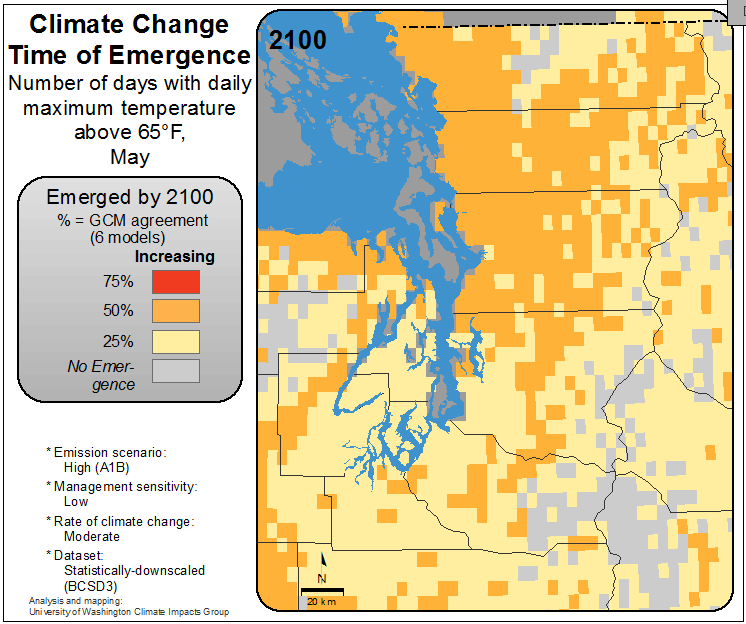 Climate Change
Time of Emergence
Number of days with daily
maximum temperature
above 65°F,
May
Emerged by 2100
% = GCM agreement
(6 models)
Increasing
75%
50%
25%
No Emer-
gence
* Emission scenario:
High (A1B)
* Management sensitivity:
Low
* Rate of climate change:
Moderate
* Dataset:
Statistically-downscaled
(BCSD3)
Analysis and mapping:
University of Washington Climate Impacts Group
2100
N
20 km